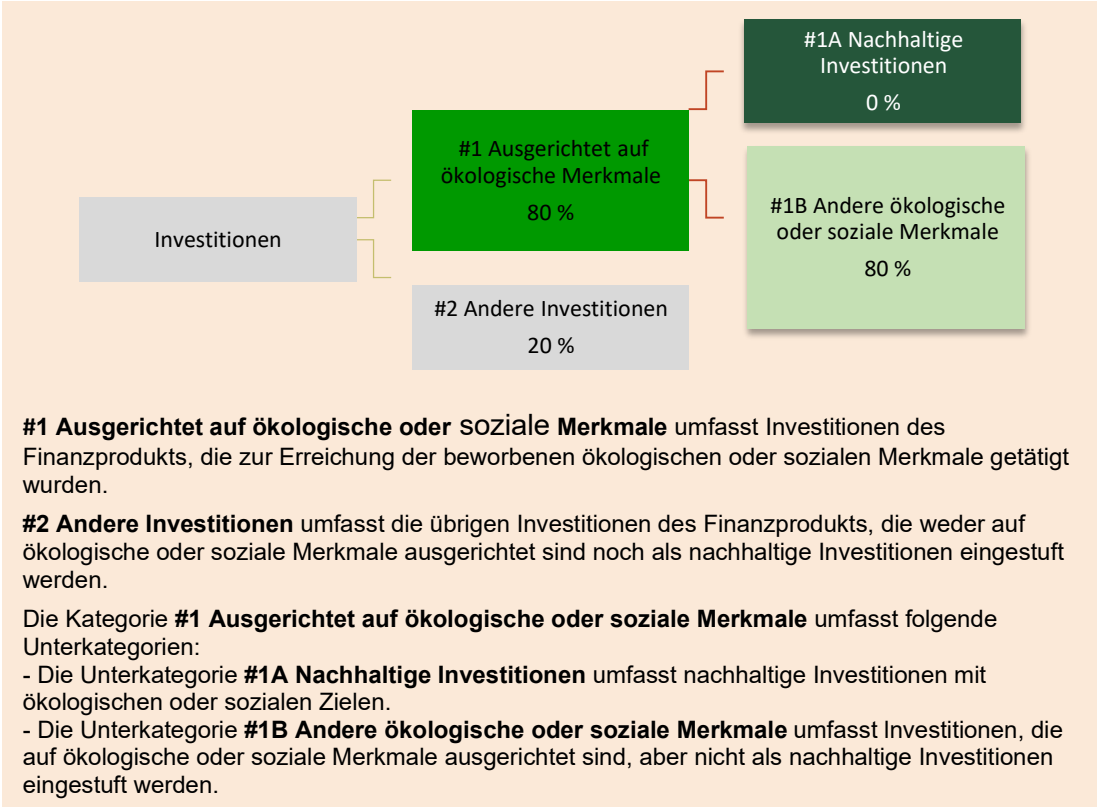 #1A Nachhaltige
Investitionen
0 %
#1 Ausgerichtet auf
ökologische Merkmale
80 %
#1B Andere ökologische
oder soziale Merkmale
80 %
Investitionen
#2 Andere Investitionen
20 %
#1 Ausgerichtet auf ökologische oder soziale Merkmale umfasst Investitionen des
Finanzprodukts, die zur Erreichung der beworbenen ökologischen oder sozialen Merkmale getätigt
wurden.
#2 Andere Investitionen umfasst die übrigen Investitionen des Finanzprodukts, die weder auf
ökologische oder soziale Merkmale ausgerichtet sind noch als nachhaltige Investitionen eingestuft
werden.
Die Kategorie #1 Ausgerichtet auf ökologische oder soziale Merkmale umfasst folgende
Unterkategorien:
- Die Unterkategorie #1A Nachhaltige Investitionen umfasst nachhaltige Investitionen mit
ökologischen oder sozialen Zielen.
- Die Unterkategorie #1B Andere ökologische oder soziale Merkmale umfasst Investitionen, die
auf ökologische oder soziale Merkmale ausgerichtet sind, aber nicht als nachhaltige Investitionen
eingestuft werden.